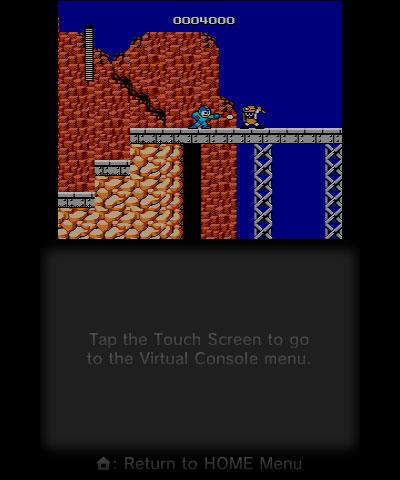 0004000
Tap the Touch Screen to go
to the Virtual Console menu.
: Return to HOME Menu